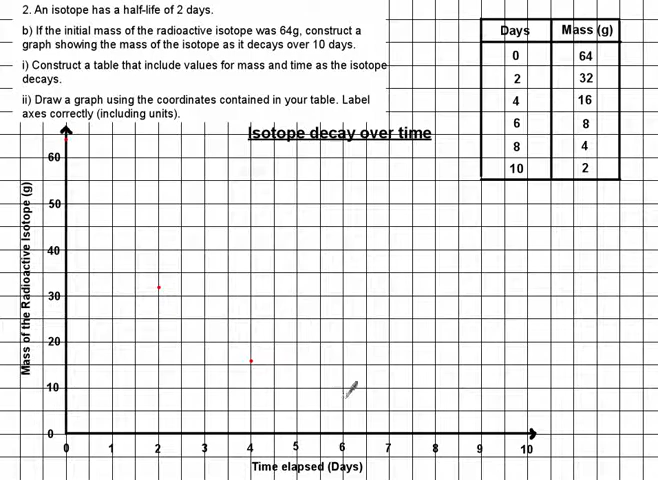 2. An isotope has a half-life of 2 days.
b) If the initial mass of the radioactive isotope was 64g, construct a
graph showing the mass of the isotope as it decays over 10 days.
i) Construct a table that include values for mass and time as the isotope
decays.
ii) Draw a graph using the coordinates contained in your table. Label
axes correctly (including units).
Days Mass (g)
0 64
2 32
4 16
6 8
8 4
10 2
Isotope decay over time
Mass of the Radioactive Isotope (g)
60
50
40
30
20
10
0
0 1 2 3 4 5 6 7 8 9 10
Time elapsed (Days)